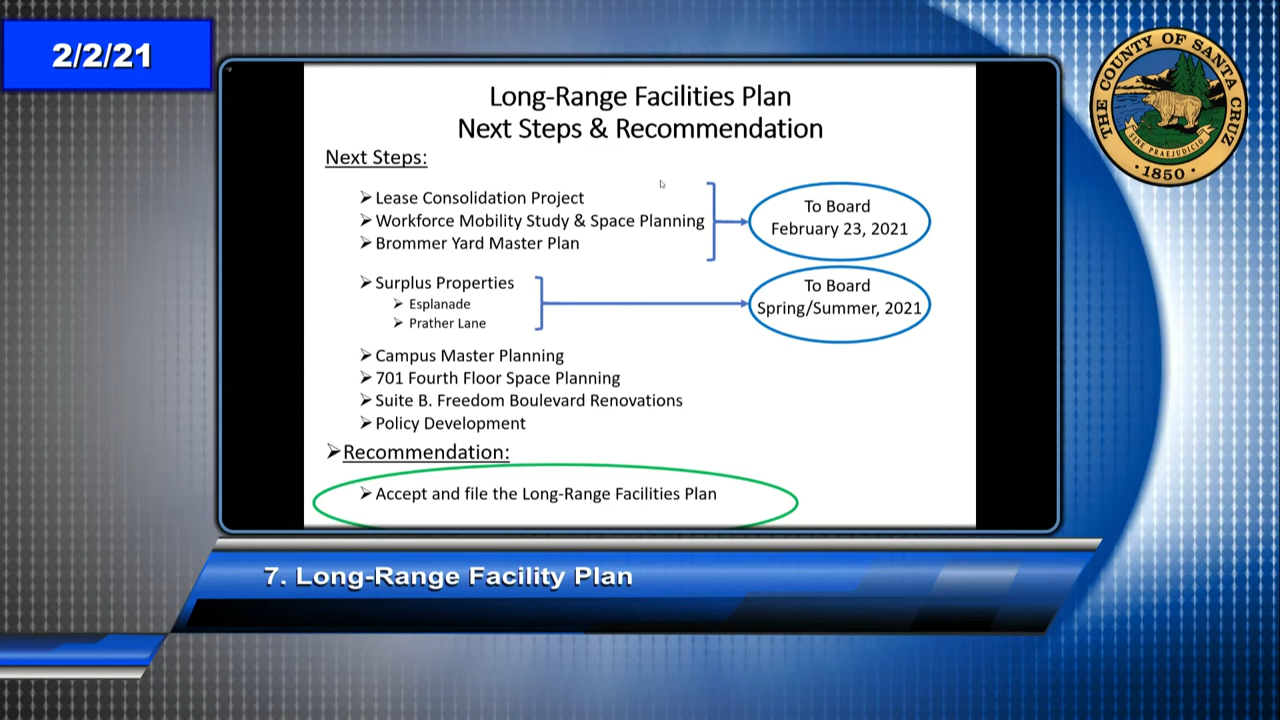 2/2/21
THE COUNTY OF SANTA CRUZ
SINE PRAEJUDICIO
• 1850 •
Long-Range Facilities Plan
Next Steps & Recommendation
Next Steps:
➢ Lease Consolidation Project
➢ Workforce Mobility Study & Space Planning
➢ Brommer Yard Master Plan
To Board
February 23, 2021
➢ Surplus Properties
➢ Esplanade
➢ Prather Lane
To Board
Spring/Summer, 2021
➢ Campus Master Planning
➢ 701 Fourth Floor Space Planning
➢ Suite B. Freedom Boulevard Renovations
➢ Policy Development
➢ Recommendation:
➢ Accept and file the Long-Range Facilities Plan
7. Long-Range Facility Plan